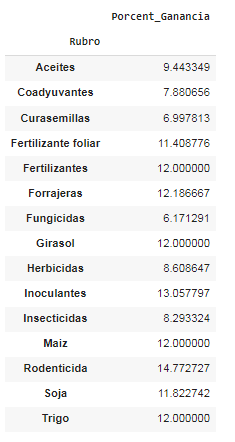 Porcent_Ganancia
Rubro
Aceites 9.443349
Coadyuvantes 7.880656
Curasemillas 6.997813
Fertilizante foliar 11.408776
Fertilizantes 12.000000
Forrajeras 12.186667
Fungicidas 6.171291
Girasol 12.000000
Herbicidas 8.608647
Inoculantes 13.057797
Insecticidas 8.293324
Maiz 12.000000
Rodenticida 14.772727
Soja 11.822742
Trigo 12.000000